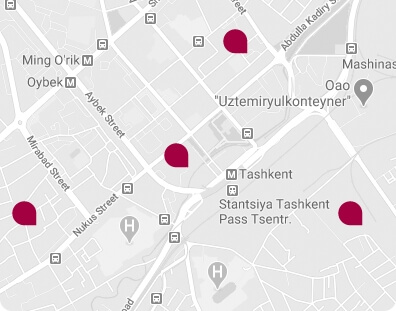 Abdulla Kadiry S
Ming O'rik M
Mashinas
Oybek M
Oao
"Uztemiryulkonteyner"
Aybek Street
Mirabad Street
M Tashkent
Stantsiya Tashkent
Pass Tsentr.
Nukus Street
H
H
oad